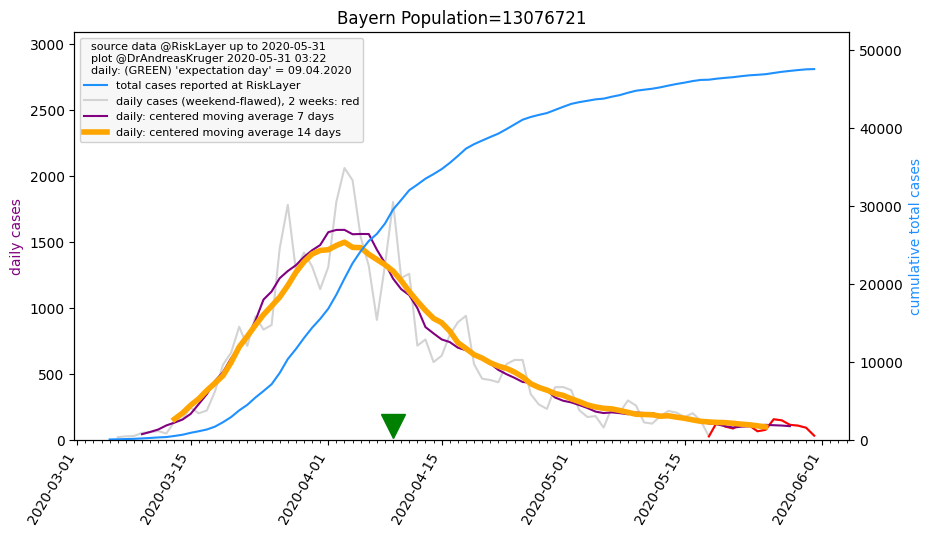 Bayern Population=13076721
source data @RiskLayer up to 2020-05-31
plot @DrAndreasKruger 2020-05-31 03:22
daily: (GREEN) 'expectation day' = 09.04.2020
total cases reported at RiskLayer
daily cases (weekend-flawed), 2 weeks: red
daily: centered moving average 7 days
daily: centered moving average 14 days
daily cases
3000
2500
2000
1500
1000
500
0
50000
40000
30000
20000
10000
0
cumulative total cases
2020-03-01
2020-03-15
2020-04-01
2020-04-15
2020-05-01
2020-05-15
2020-06-01